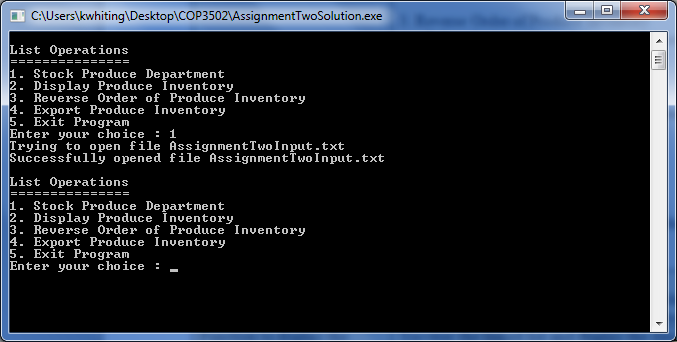 C:\Users\kwhiting\Desktop\COP3502\AssignmentTwoSolution.exe
List Operations
===============
1. Stock Produce Department
2. Display Produce Inventory
3. Reverse Order of Produce Inventory
4. Export Produce Inventory
5. Exit Program
Enter your choice : 1
Trying to open file AssignmentTwoInput.txt
Successfully opened file AssignmentTwoInput.txt
List Operations
===============
1. Stock Produce Department
2. Display Produce Inventory
3. Reverse Order of Produce Inventory
4. Export Produce Inventory
5. Exit Program
Enter your choice : _